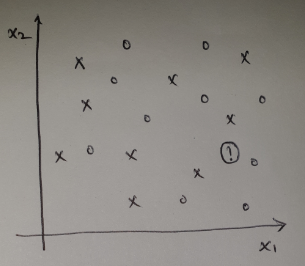 x₂
x o o x
o x
x o o
o x
x o x ? o
x
x o o
x₁